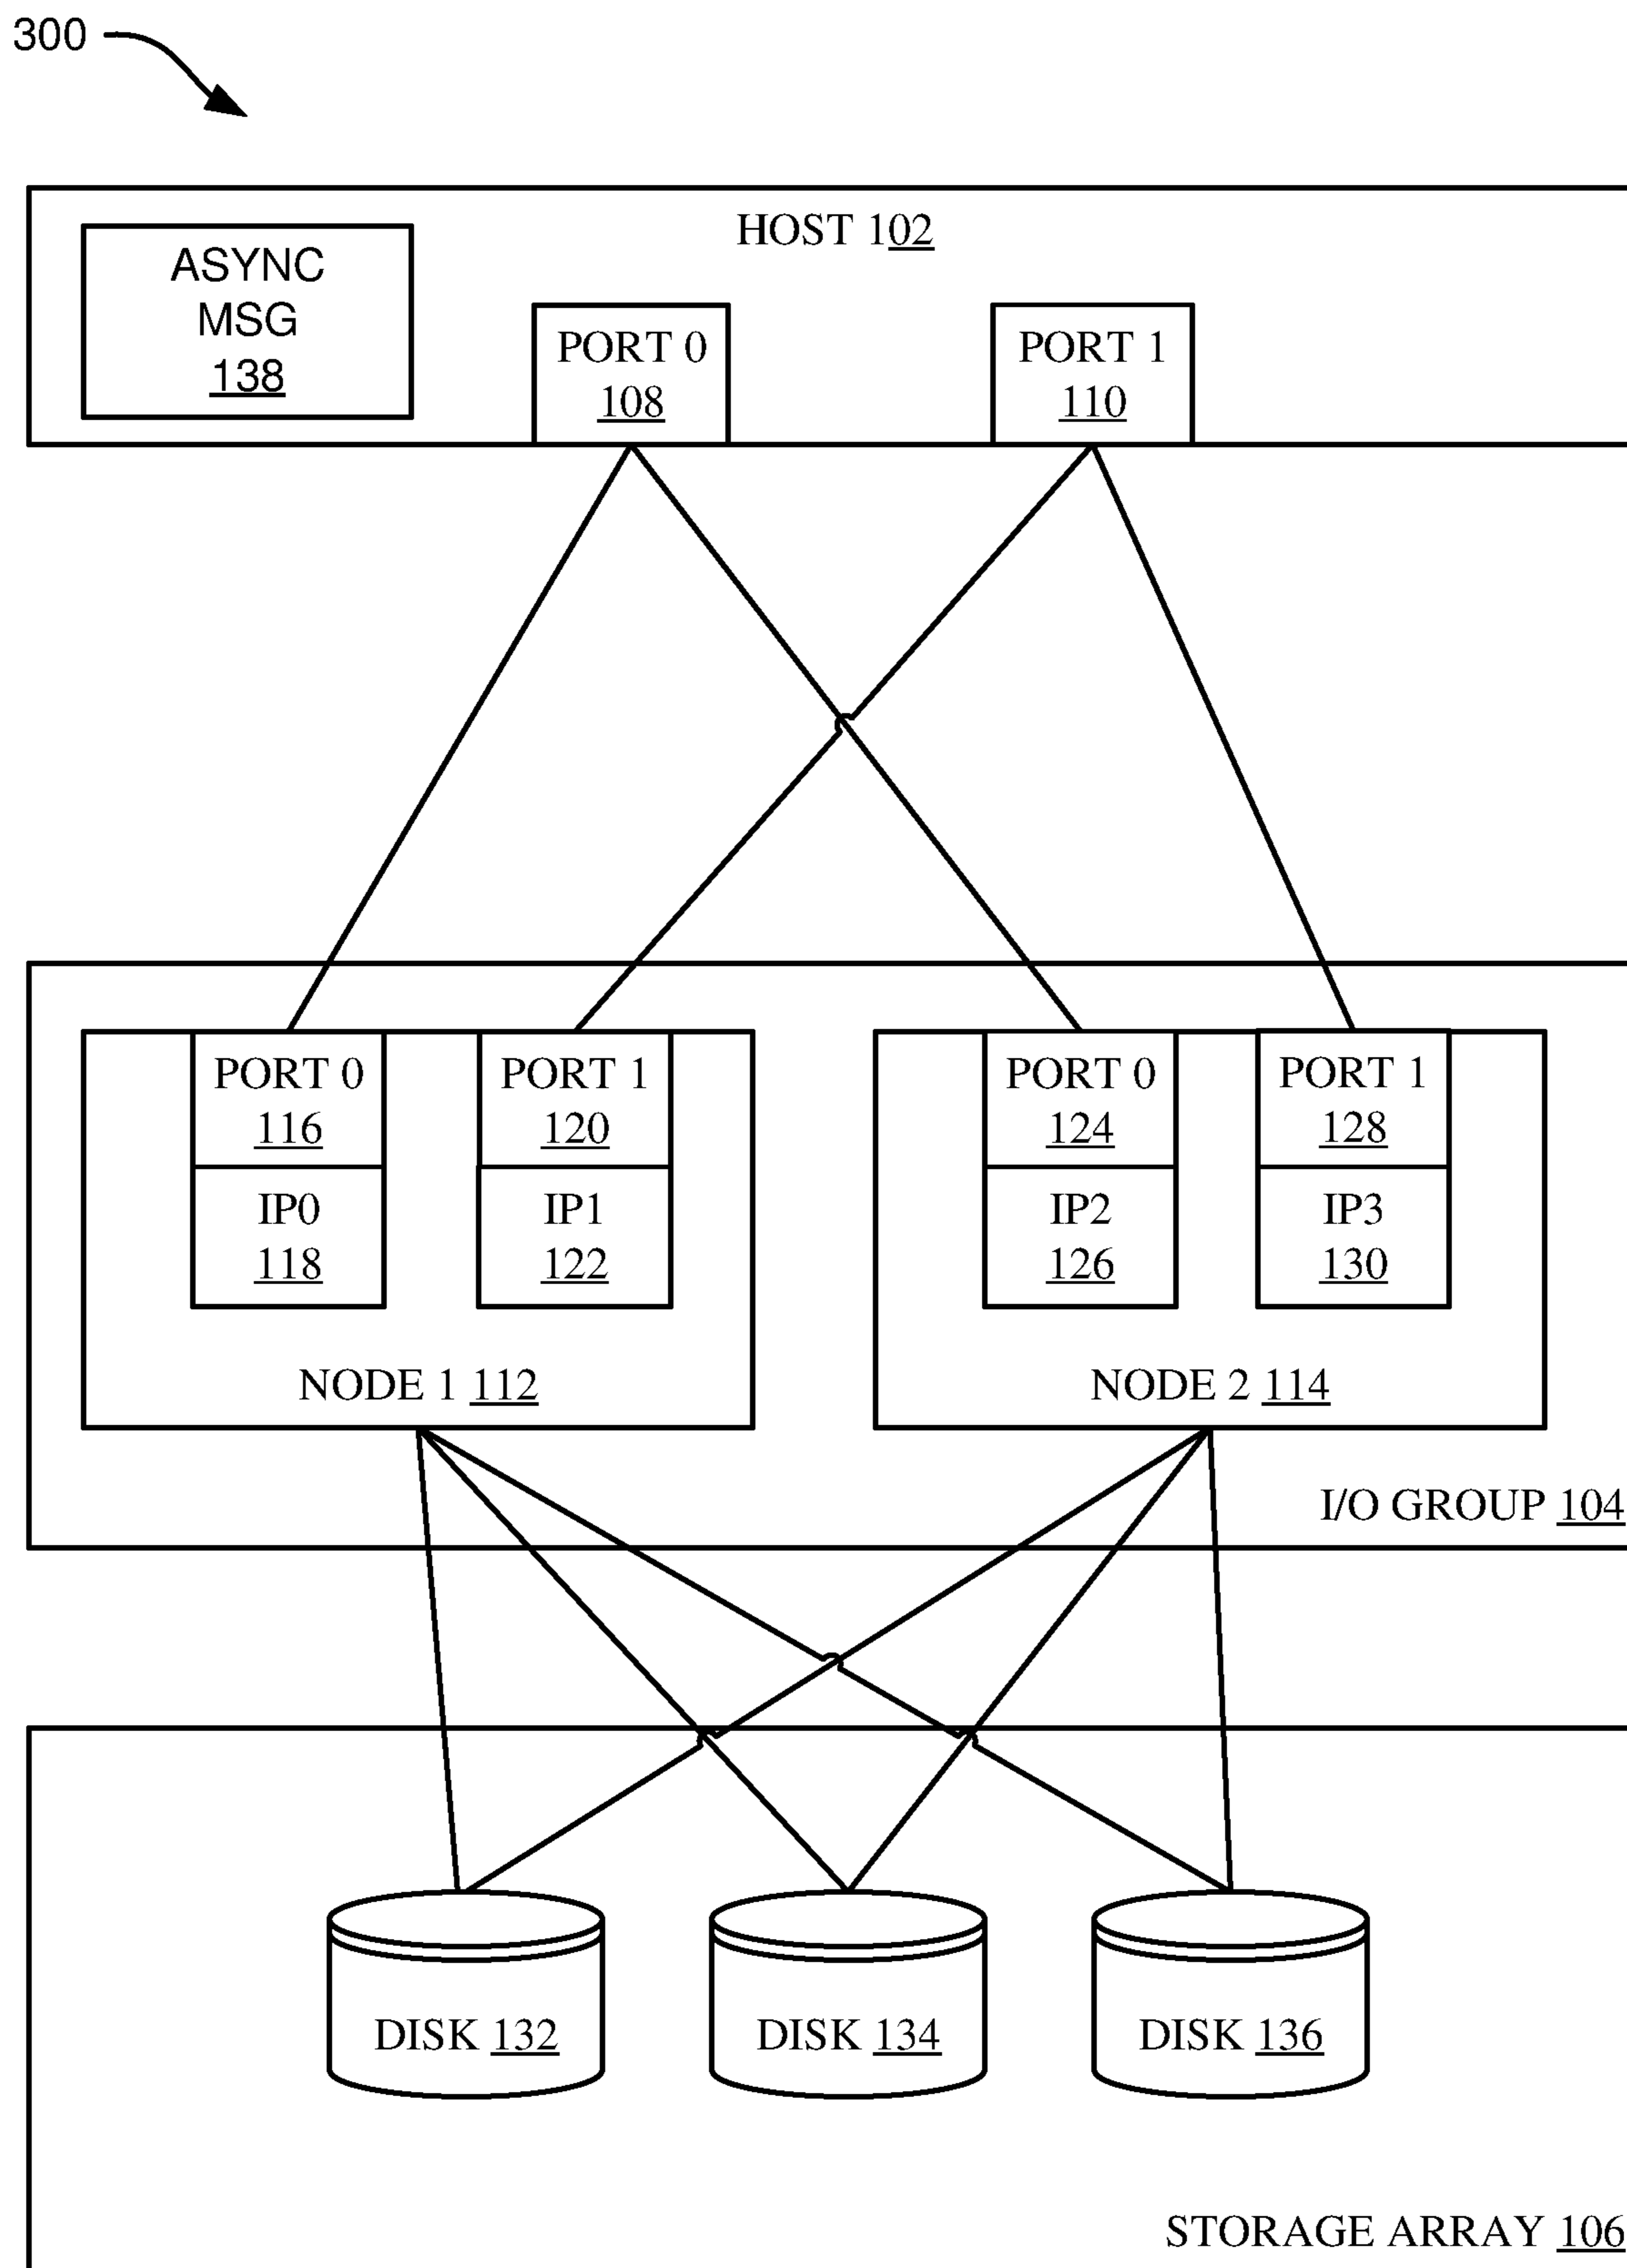 300
HOST 102
ASYNC
MSG
138
PORT 0
108
PORT 1
110
PORT 0
116
IP0
118
PORT 1
120
IP1
122
NODE 1 112
PORT 0
124
IP2
126
PORT 1
128
IP3
130
NODE 2 114
I/O GROUP 104
DISK 132
DISK 134
DISK 136
STORAGE ARRAY 106